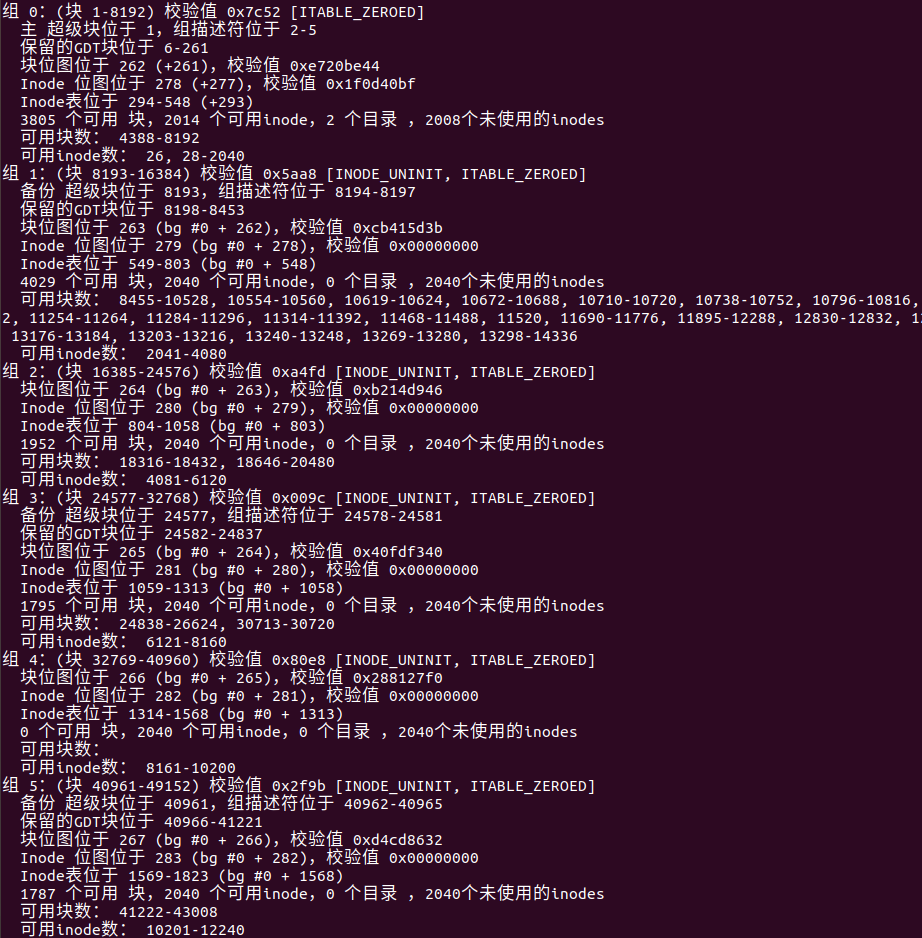 组 0：(块 1-8192) 校验值 0x7c52 [ITABLE_ZEROED]
主 超级块位于 1，组描述符位于 2-5
保留的GDT块位于 6-261
块位图位于 262 (+261)，校验值 0xe720be44
Inode 位图位于 278 (+277)，校验值 0x1f0d40bf
Inode表位于 294-548 (+293)
3805 个可用 块，2014 个可用inode，2 个目录 ，2008个未使用的inodes
可用块数： 4388-8192
可用inode数： 26, 28-2040
组 1：(块 8193-16384) 校验值 0x5aa8 [INODE_UNINIT, ITABLE_ZEROED]
备份 超级块位于 8193，组描述符位于 8194-8197
保留的GDT块位于 8198-8453
块位图位于 263 (bg #0 + 262)，校验值 0xcb415d3b
Inode 位图位于 279 (bg #0 + 278)，校验值 0x00000000
Inode表位于 549-803 (bg #0 + 548)
4029 个可用 块，2040 个可用inode，0 个目录 ，2040个未使用的inodes
可用块数： 8455-10528, 10554-10560, 10619-10624, 10672-10688, 10710-10720, 10738-10752, 10796-10816,
2, 11254-11264, 11284-11296, 11314-11392, 11468-11488, 11520, 11690-11776, 11895-12288, 12830-12832,
13176-13184, 13203-13216, 13240-13248, 13269-13280, 13298-14336
可用inode数： 2041-4080
组 2：(块 16385-24576) 校验值 0xa4fd [INODE_UNINIT, ITABLE_ZEROED]
块位图位于 264 (bg #0 + 263)，校验值 0xb214d946
Inode 位图位于 280 (bg #0 + 279)，校验值 0x00000000
Inode表位于 804-1058 (bg #0 + 803)
1952 个可用 块，2040 个可用inode，0 个目录 ，2040个未使用的inodes
可用块数： 18316-18432, 18646-20480
可用inode数： 4081-6120
组 3：(块 24577-32768) 校验值 0x009c [INODE_UNINIT, ITABLE_ZEROED]
备份 超级块位于 24577，组描述符位于 24578-24581
保留的GDT块位于 24582-24837
块位图位于 265 (bg #0 + 264)，校验值 0x40fdf340
Inode 位图位于 281 (bg #0 + 280)，校验值 0x00000000
Inode表位于 1059-1313 (bg #0 + 1058)
1795 个可用 块，2040 个可用inode，0 个目录 ，2040个未使用的inodes
可用块数： 24838-26624, 30713-30720
可用inode数： 6121-8160
组 4：(块 32769-40960) 校验值 0x80e8 [INODE_UNINIT, ITABLE_ZEROED]
块位图位于 266 (bg #0 + 265)，校验值 0x288127f0
Inode 位图位于 282 (bg #0 + 281)，校验值 0x00000000
Inode表位于 1314-1568 (bg #0 + 1313)
0 个可用 块，2040 个可用inode，0 个目录 ，2040个未使用的inodes
可用块数：
可用inode数： 8161-10200
组 5：(块 40961-49152) 校验值 0x2f9b [INODE_UNINIT, ITABLE_ZEROED]
备份 超级块位于 40961，组描述符位于 40962-40965
保留的GDT块位于 40966-41221
块位图位于 267 (bg #0 + 266)，校验值 0xd4cd8632
Inode 位图位于 283 (bg #0 + 282)，校验值 0x00000000
Inode表位于 1569-1823 (bg #0 + 1568)
1787 个可用 块，2040 个可用inode，0 个目录 ，2040个未使用的inodes
可用块数： 41222-43008
可用inode数： 10201-12240